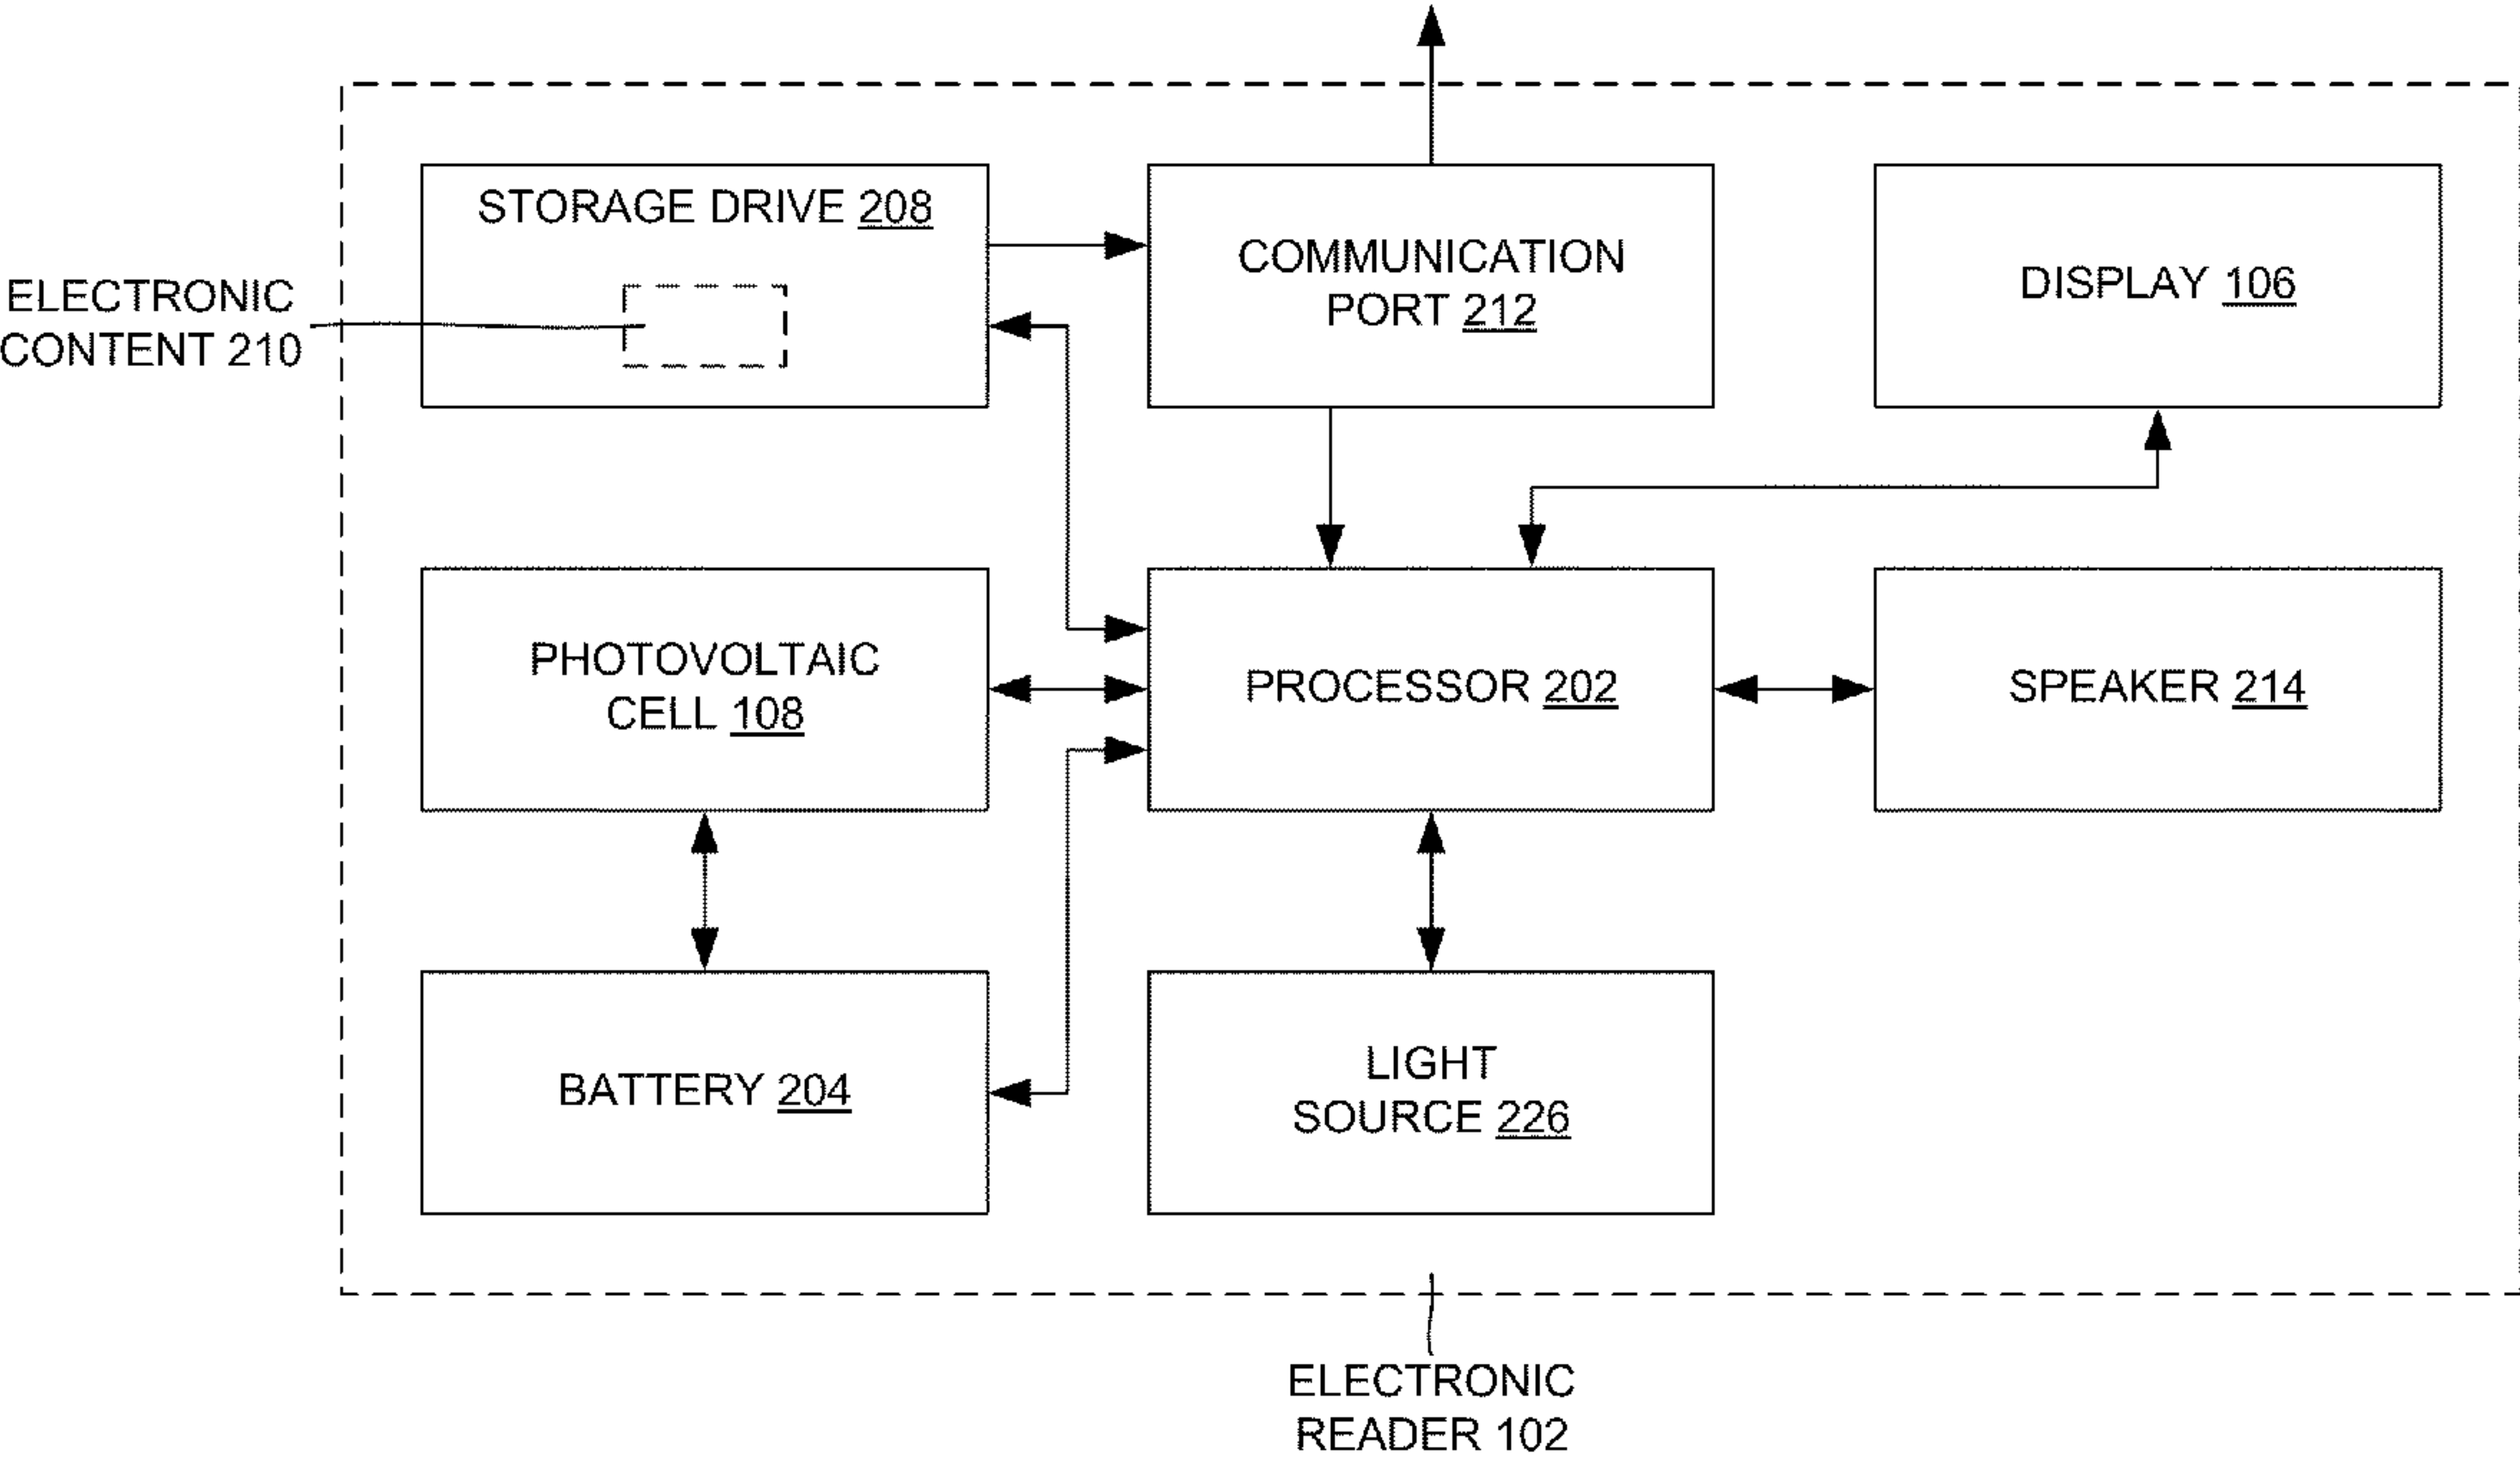 STORAGE DRIVE 208
COMMUNICATION
PORT 212
DISPLAY 106
ELECTRONIC
CONTENT 210
PHOTOVOLTAIC
CELL 108
PROCESSOR 202
SPEAKER 214
BATTERY 204
LIGHT
SOURCE 226
ELECTRONIC
READER 102